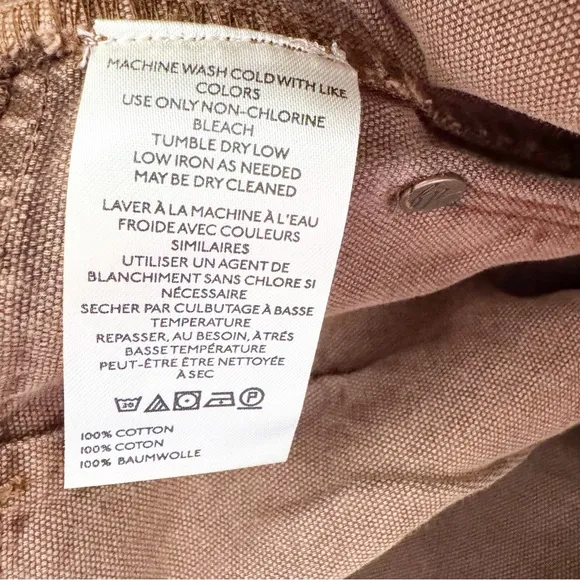 MACHINE WASH COLD WITH LIKE
COLORS
USE ONLY NON-CHLORINE
BLEACH
TUMBLE DRY LOW
LOW IRON AS NEEDED
MAY BE DRY CLEANED
LAVER À LA MACHINE À L'EAU
FROIDE AVEC COULEURS
SIMILAIRES
UTILISER UN AGENT DE
BLANCHIMENT SANS CHLORE SI
NÉCESSAIRE
SECHER PAR CULBUTAGE À BASSE
TEMPERATURE
REPASSER, AU BESOIN, À TRÉS
BASSE TEMPÉRATURE
PEUT-ÊTRE ÊTRE NETTOYÉE
À SEC
30 P
100% COTTON
100% COTON
100% BAUMWOLLE